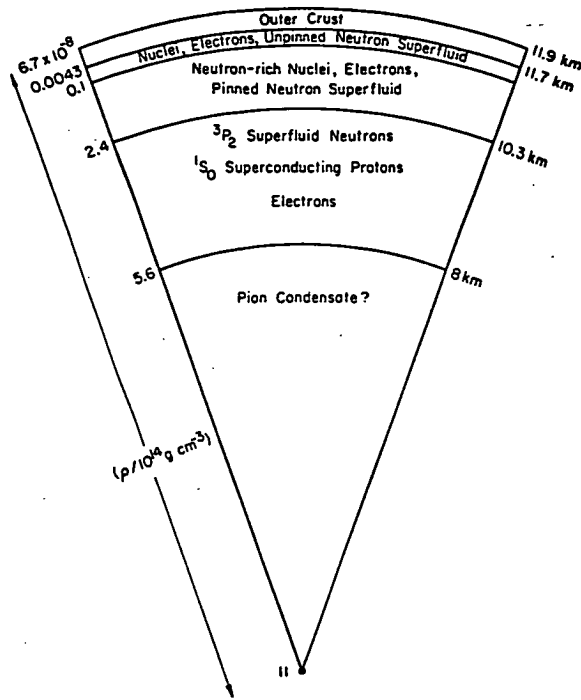 Outer Crust
6.7 x 10⁻⁸
11.9 km
Nuclei, Electrons, Unpinned Neutron Superfluid
0.0043
11.7 km
0.1
Neutron-rich Nuclei, Electrons,
Pinned Neutron Superfluid
2.4
10.3 km
³P₂ Superfluid Neutrons
¹S₀ Superconducting Protons
Electrons
5.6
8 km
Pion Condensate?
(ρ/10¹⁴ g cm⁻³)
11